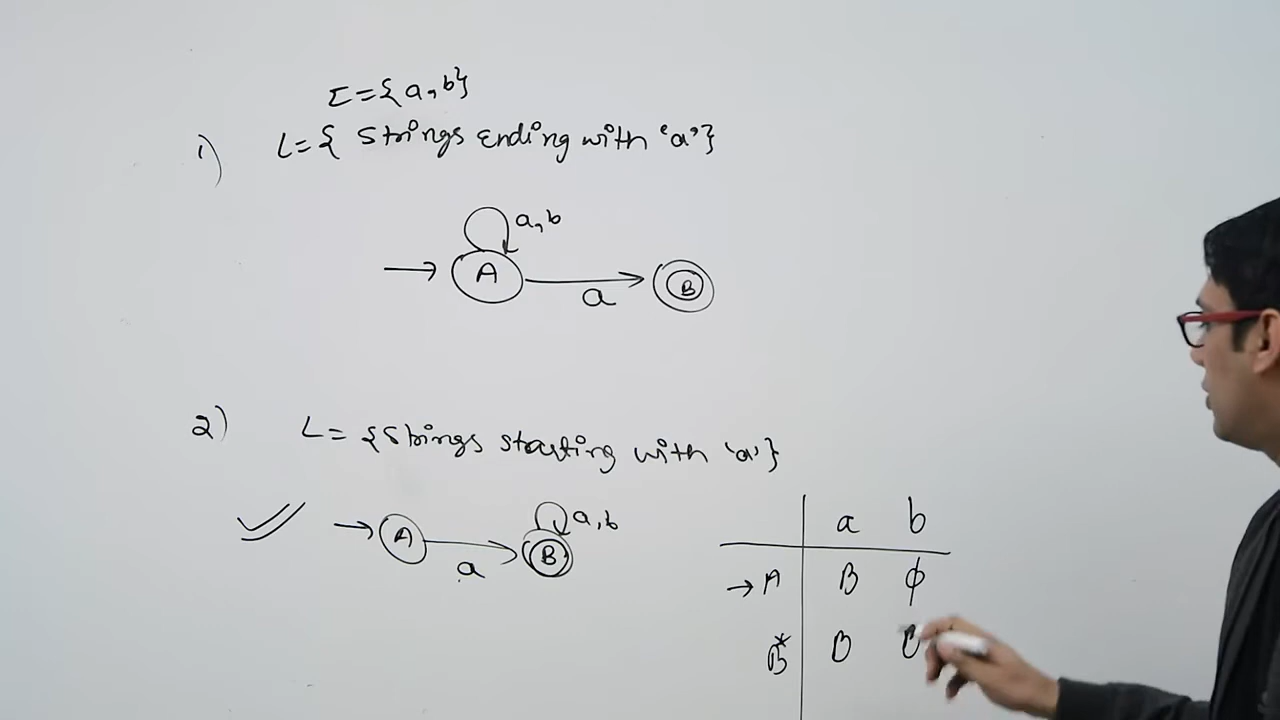 Σ={a,b}
1) L={ Strings Ending with 'a'}
a,b
→ A
a
B
2) L= {Strings starting with 'a'}
→ A
a
B
a,b
a b
→ A B ϕ
*
B B B